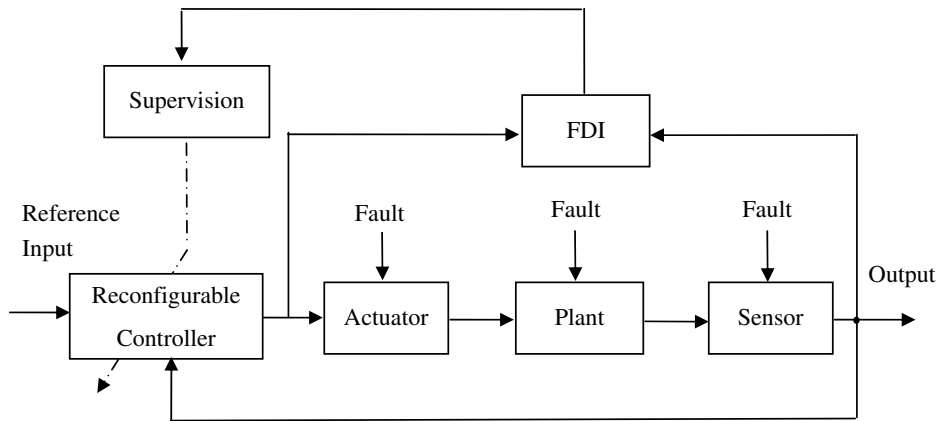 Supervision
FDI
Reference
Input
Fault
Fault
Fault
Output
Reconfigurable
Controller
Actuator
Plant
Sensor